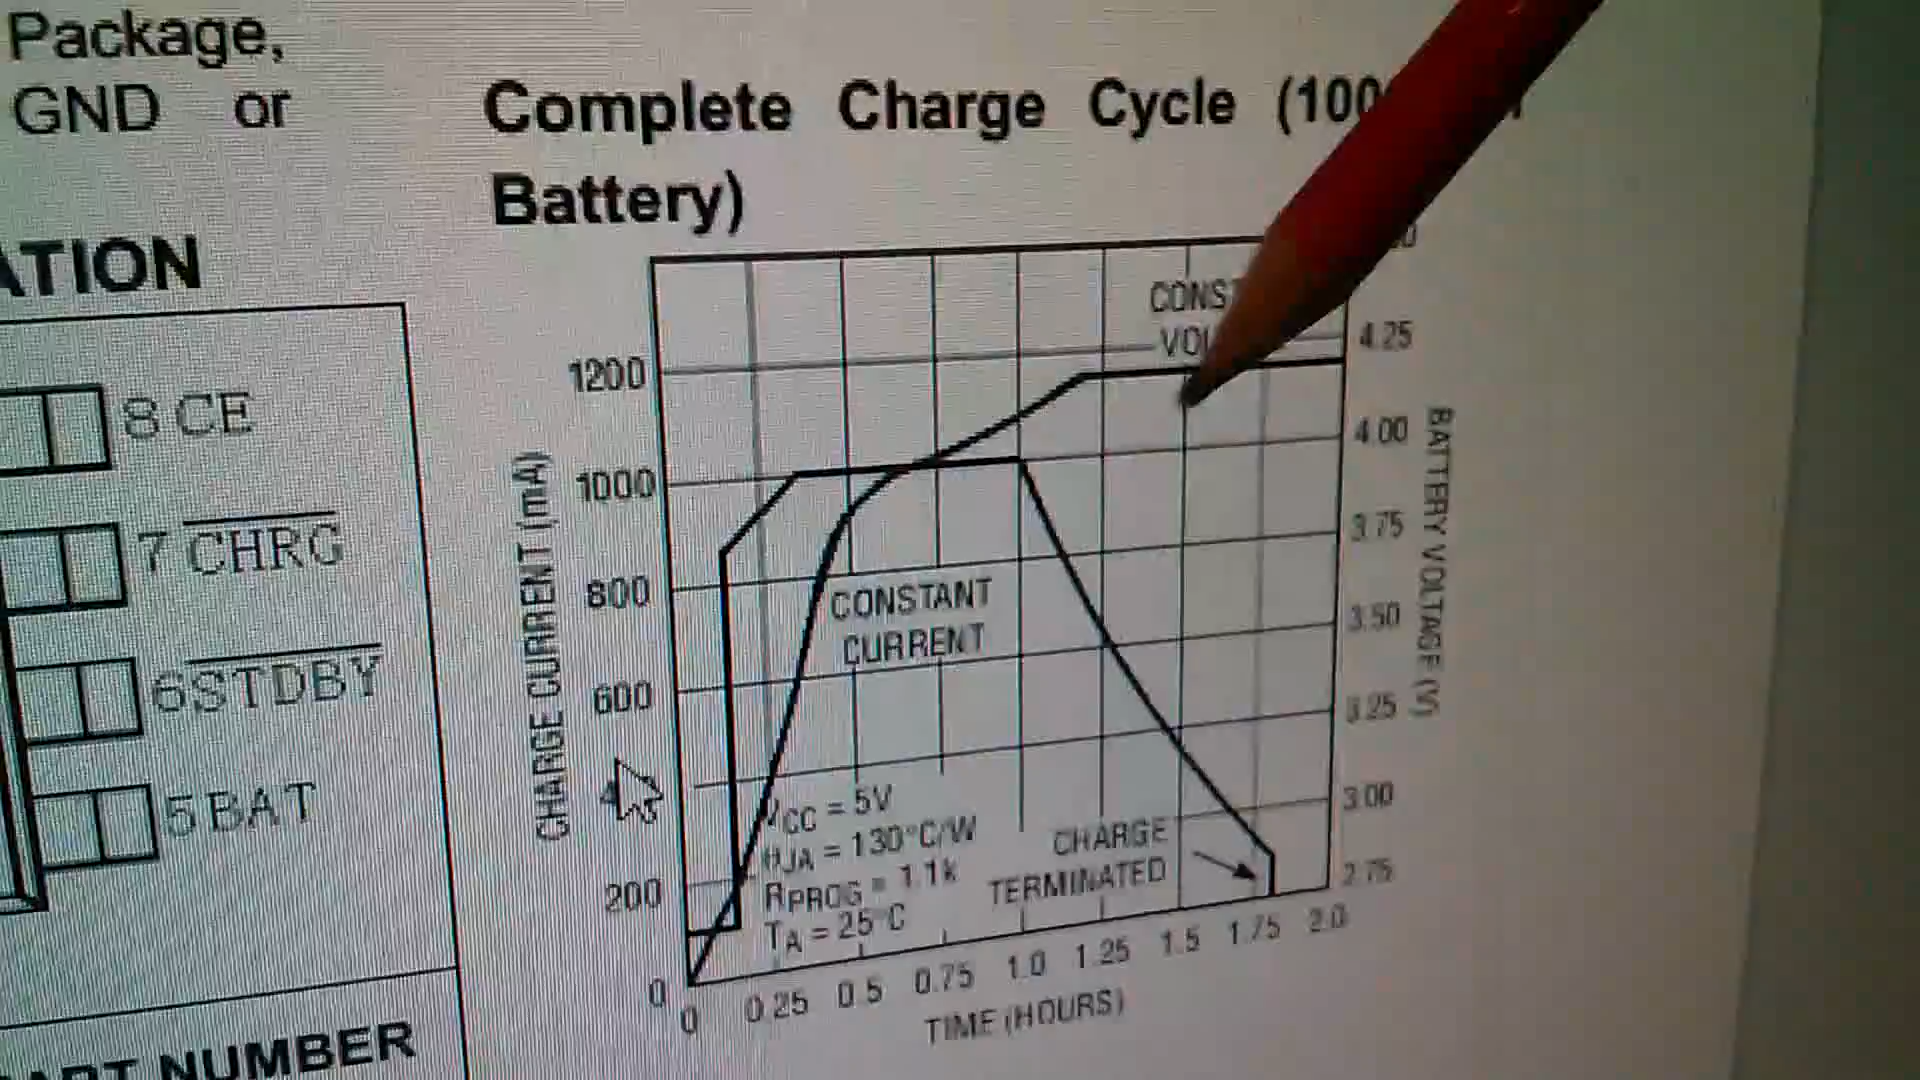 Package,
GND or
ATION
8 CE
7 CHRG
6 STDBY
5 BAT
NUMBER
Complete Charge Cycle
Battery)
CHARGE CURRENT (mA)
1200
1000
800
600
200
0
4.25
4.00
3.75
3.50
3.25
3.00
2.75
BATTERY VOLTAGE (V)
CONSTANT
CURRENT
VCC = 5V
θJA = 130°C/W
RPROG = 1.1k
TA = 25°C
CHARGE
TERMINATED
0 0.25 0.5 0.75 1.0 1.25 1.5 1.75 2.0
TIME (HOURS)